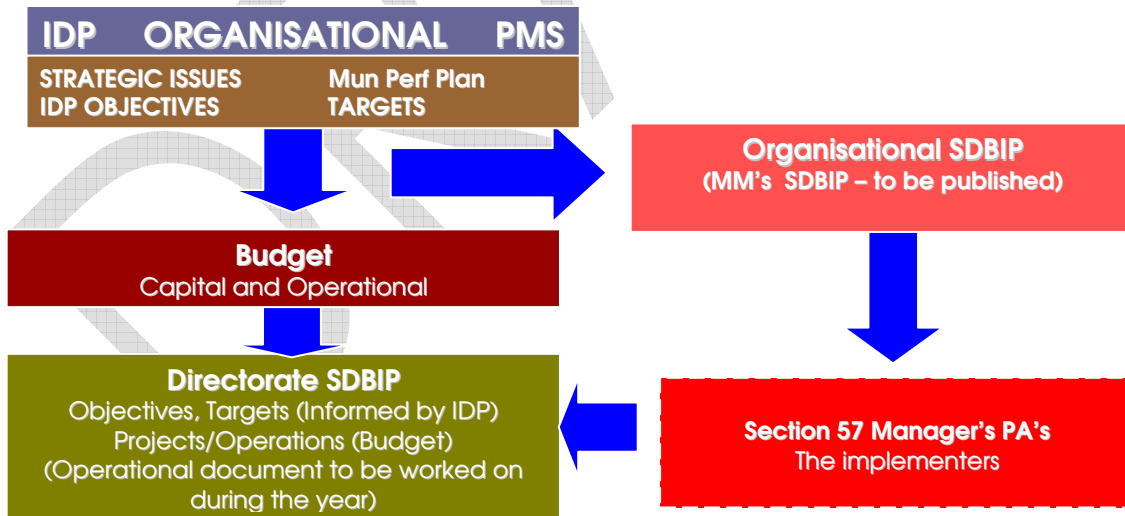 IDP ORGANISATIONAL PMS
STRATEGIC ISSUES Mun Perf Plan
IDP OBJECTIVES TARGETS
Organisational SDBIP
(MM's SDBIP – to be published)
Budget
Capital and Operational
Directorate SDBIP
Objectives, Targets (Informed by IDP)
Projects/Operations (Budget)
(Operational document to be worked on
during the year)
Section 57 Manager's PA's
The implementers